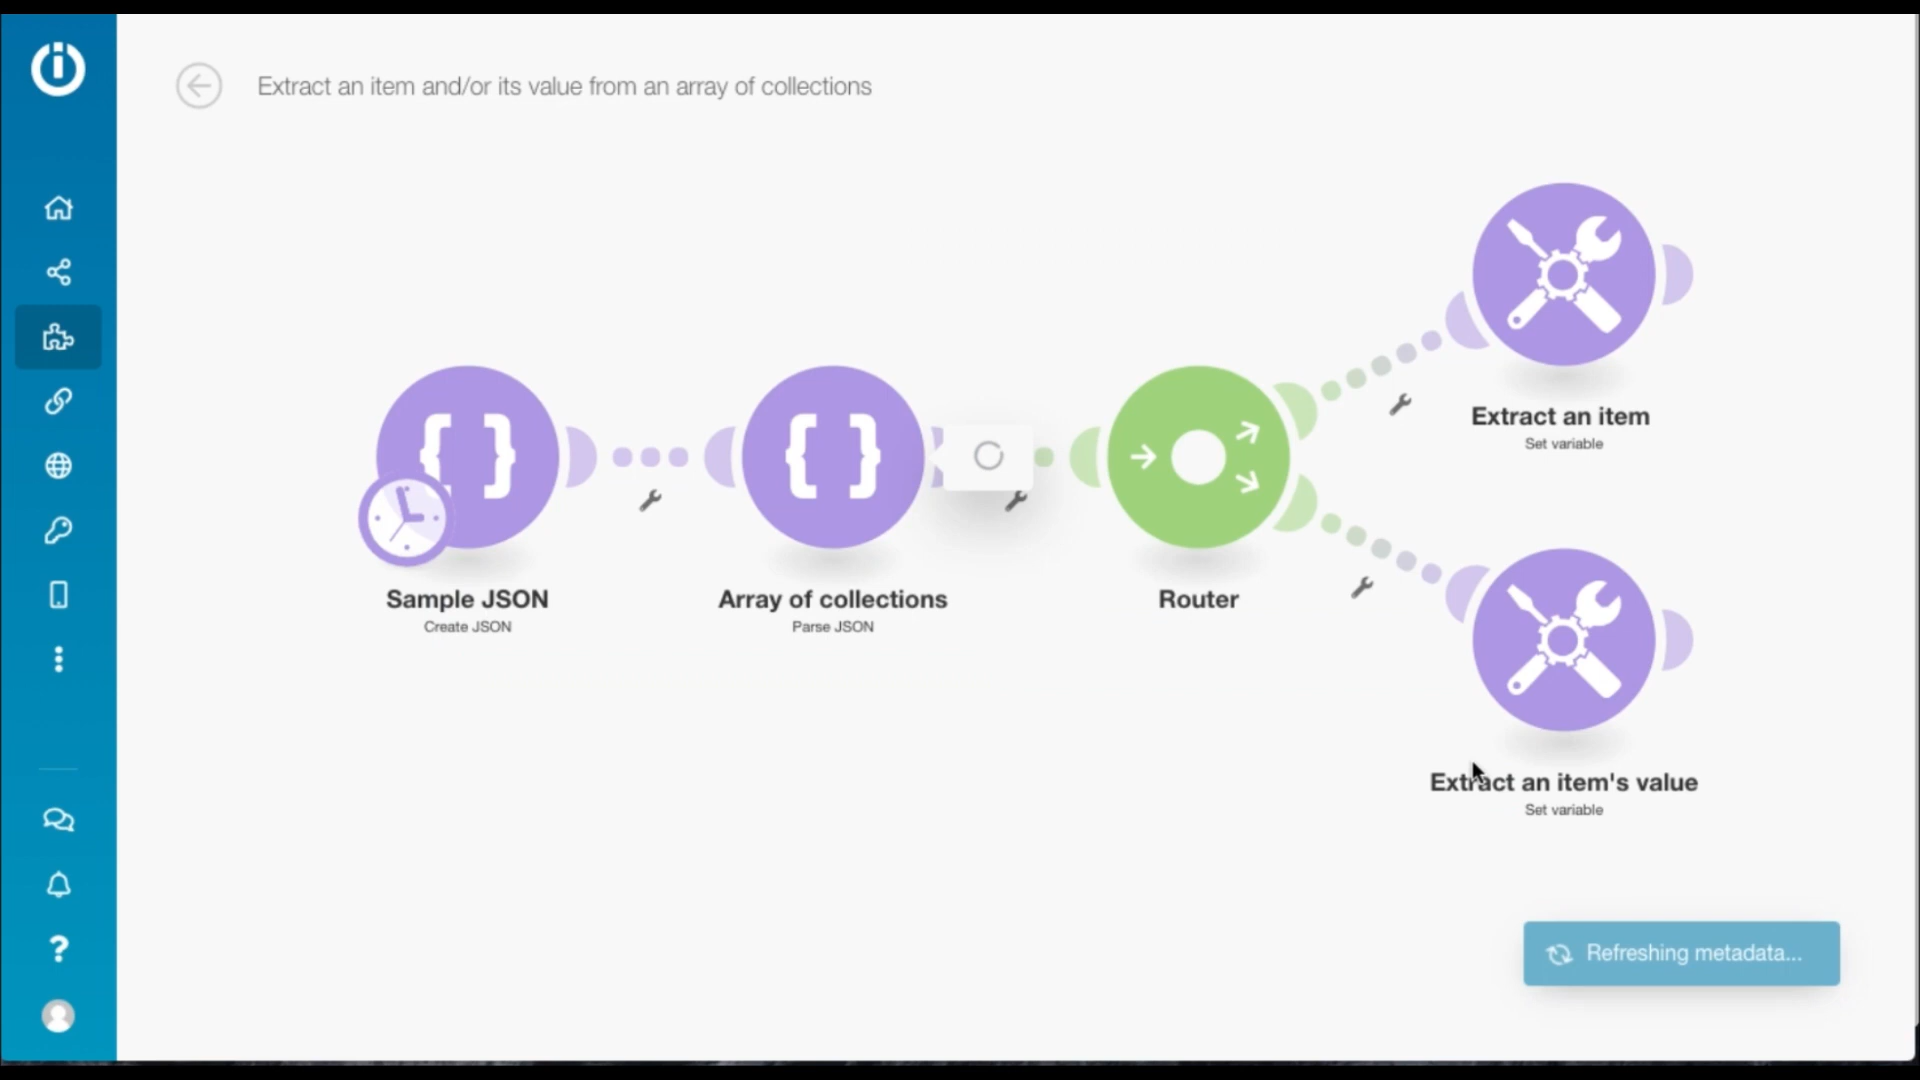 Extract an item and/or its value from an array of collections
Extract an item
Set variable
Sample JSON
Create JSON
Array of collections
Parse JSON
Router
Extract an item's value
Set variable
Refreshing metadata...